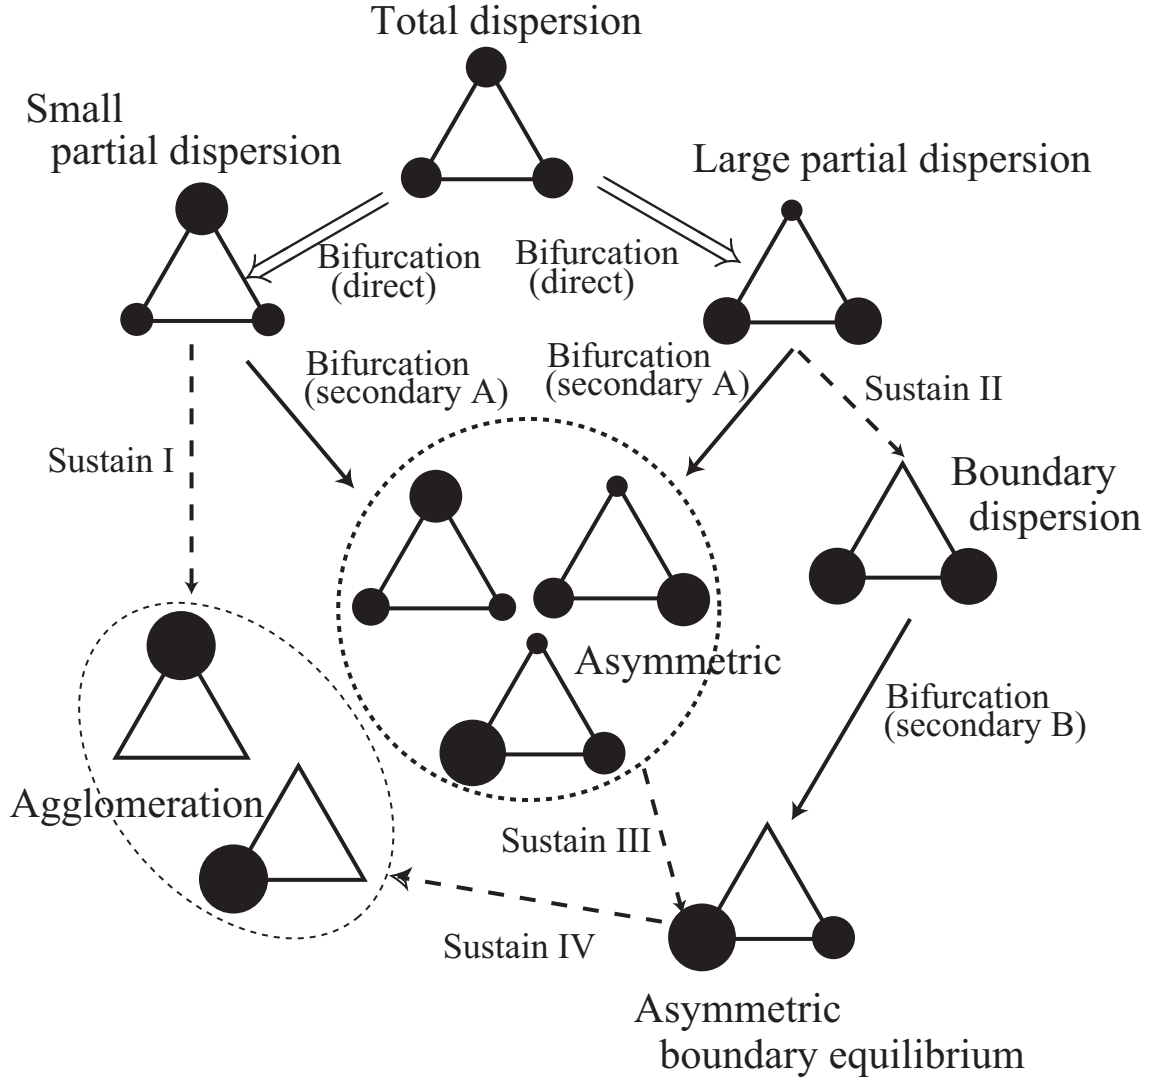 Total dispersion
Small
partial dispersion
Large partial dispersion
Bifurcation
(direct)
Bifurcation
(direct)
Bifurcation
(secondary A)
Bifurcation
(secondary A)
Sustain II
Sustain I
Boundary
dispersion
Asymmetric
Bifurcation
(secondary B)
Agglomeration
Sustain III
Sustain IV
Asymmetric
boundary equilibrium